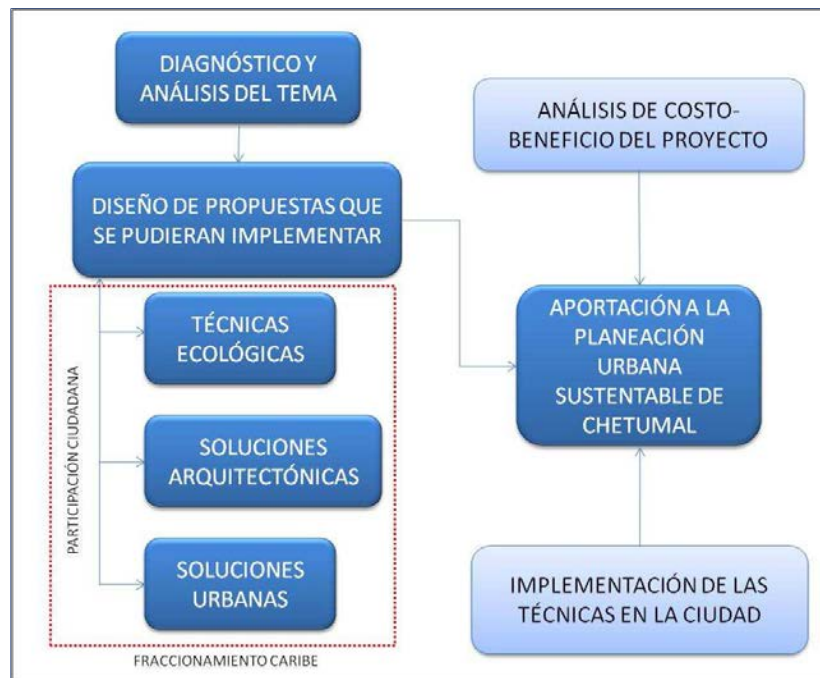 DIAGNÓSTICO Y
ANÁLISIS DEL TEMA
DISEÑO DE PROPUESTAS QUE
SE PUDIERAN IMPLEMENTAR
PARTICIPACIÓN CIUDADANA
TÉCNICAS
ECOLÓGICAS
SOLUCIONES
ARQUITECTÓNICAS
SOLUCIONES
URBANAS
FRACCIONAMIENTO CARIBE
ANÁLISIS DE COSTO-
BENEFICIO DEL PROYECTO
APORTACIÓN A LA
PLANEACIÓN
URBANA
SUSTENTABLE DE
CHETUMAL
IMPLEMENTACIÓN DE LAS
TÉCNICAS EN LA CIUDAD